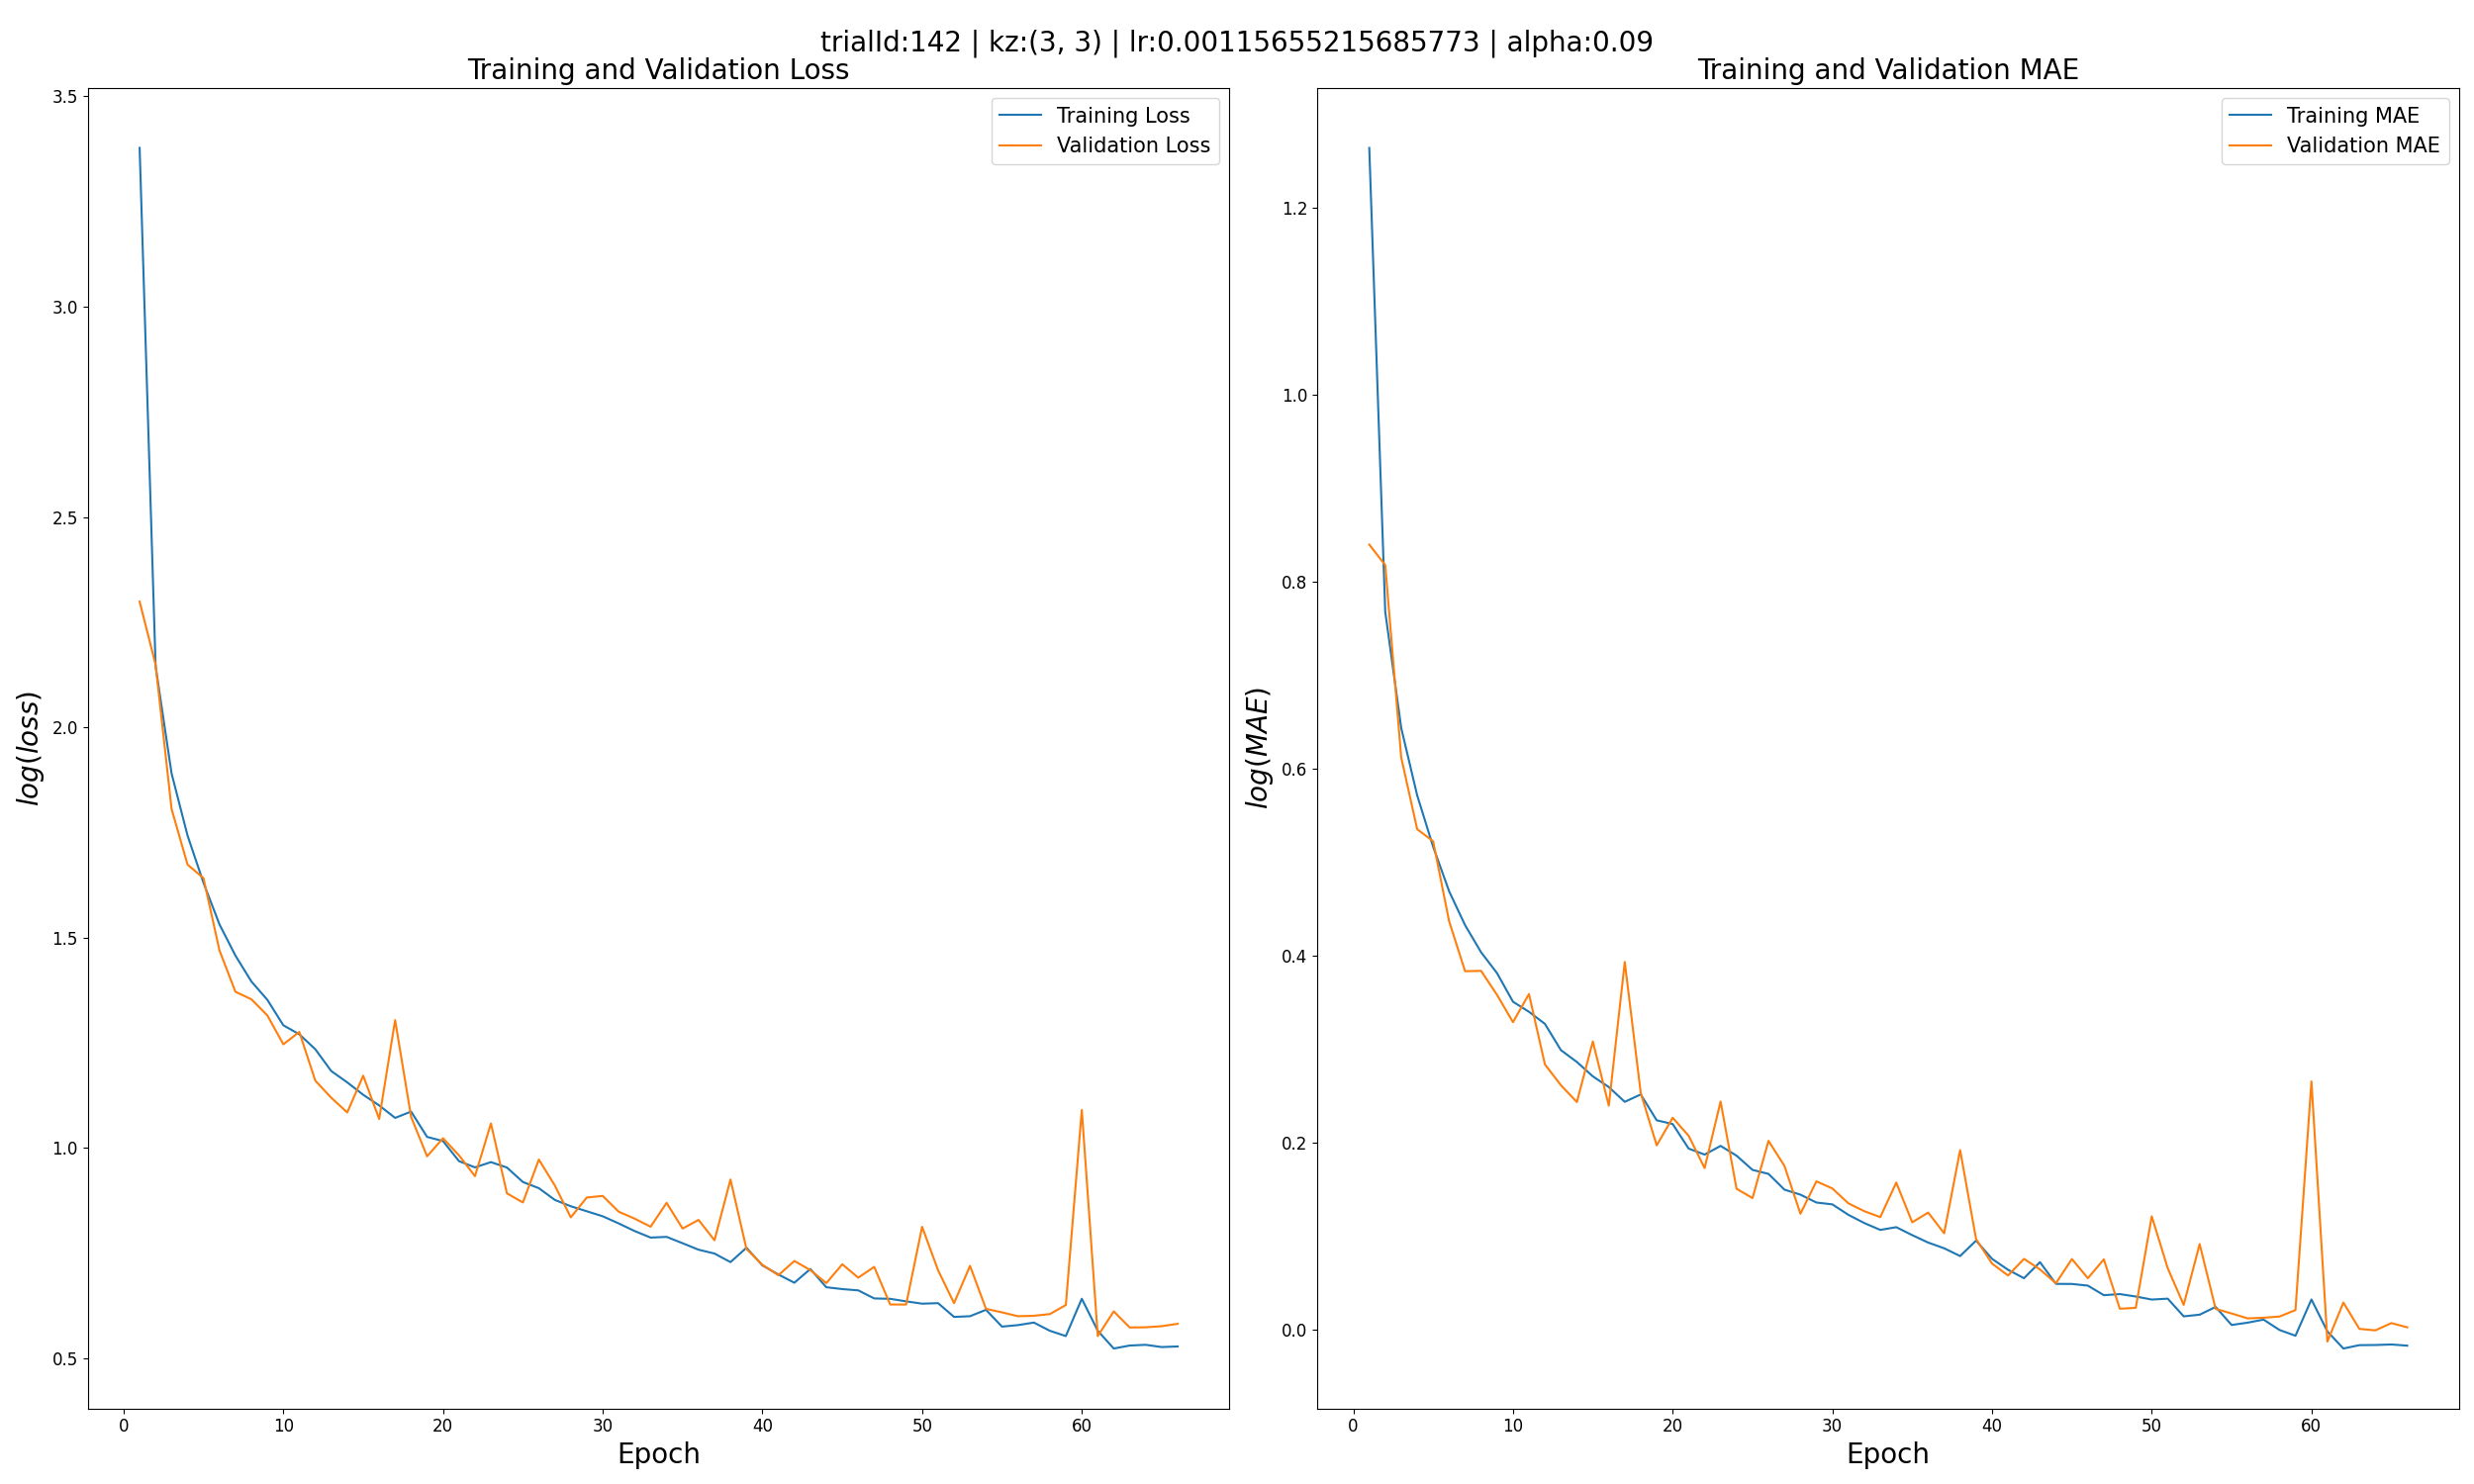 trialId:142 | kz:(3, 3) | lr:0.00115655215685773 | alpha:0.09
Training and Validation Loss
3.5
3.0
2.5
2.0
1.5
1.0
0.5
log(loss)
Training Loss
Validation Loss
0 10 20 30 40 50 60
Epoch
Training and Validation MAE
1.2
1.0
0.8
0.6
0.4
0.2
0.0
log(MAE)
Training MAE
Validation MAE
0 10 20 30 40 50 60
Epoch